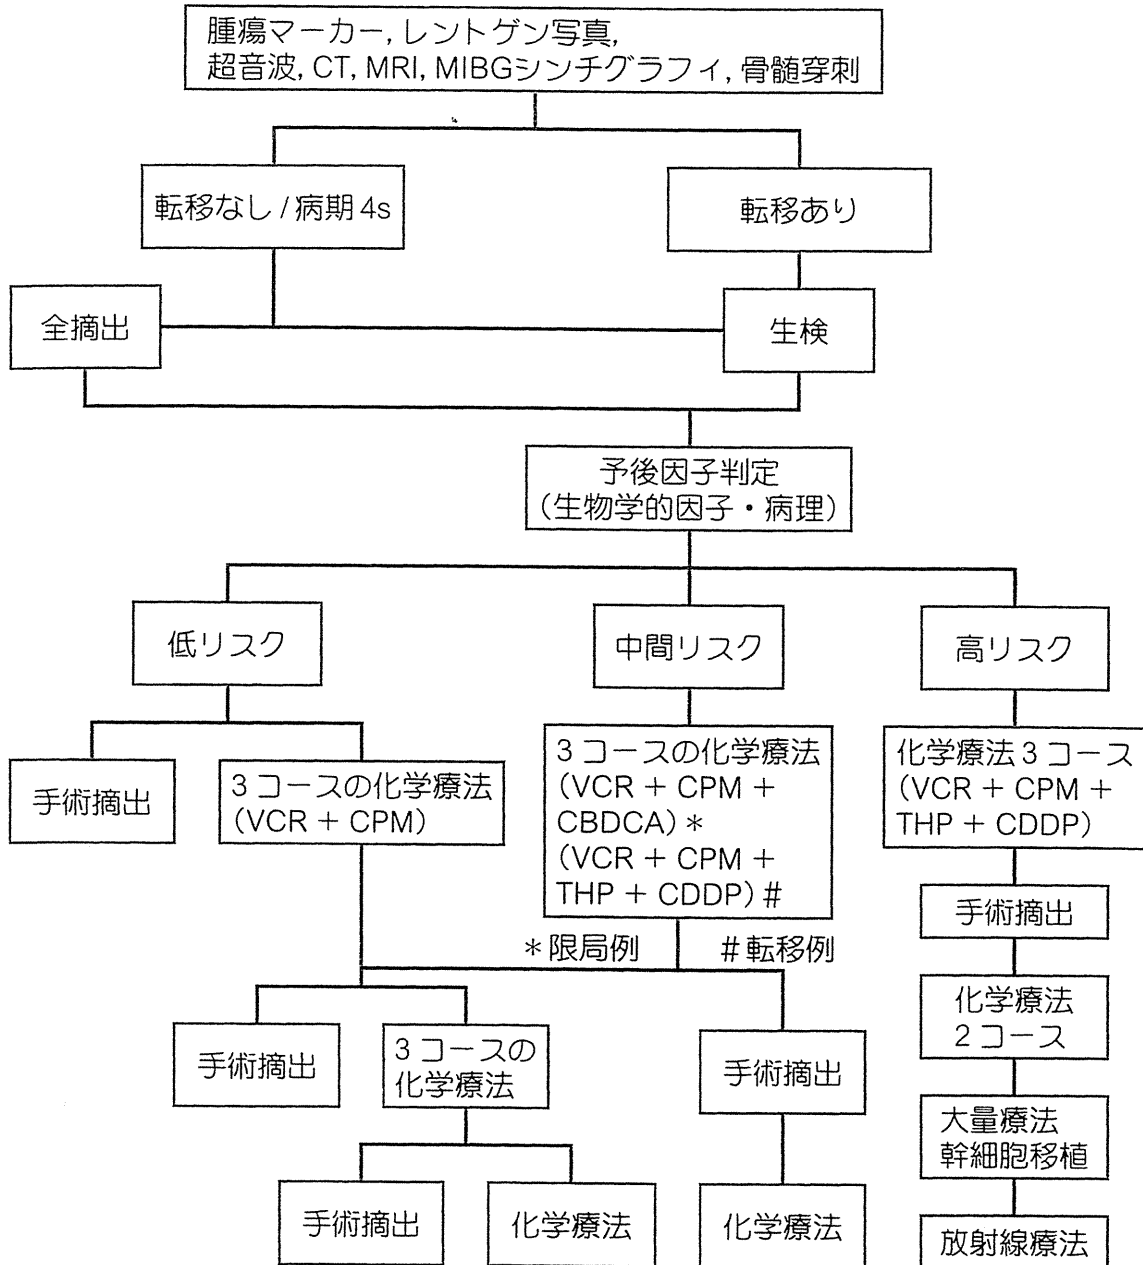 腫瘍マーカー, レントゲン写真,
超音波, CT, MRI, MIBGシンチグラフィ, 骨髄穿刺
転移なし / 病期 4s
転移あり
全摘出
生検
予後因子判定
(生物学的因子・病理)
低リスク
中間リスク
高リスク
手術摘出
3 コースの化学療法
(VCR + CPM)
3 コースの化学療法
(VCR + CPM +
CBDCA) *
(VCR + CPM +
THP + CDDP) #
化学療法 3 コース
(VCR + CPM +
THP + CDDP)
手術摘出
* 限局例
# 転移例
化学療法
2 コース
手術摘出
3 コースの
化学療法
手術摘出
大量療法
幹細胞移植
手術摘出
化学療法
化学療法
放射線療法